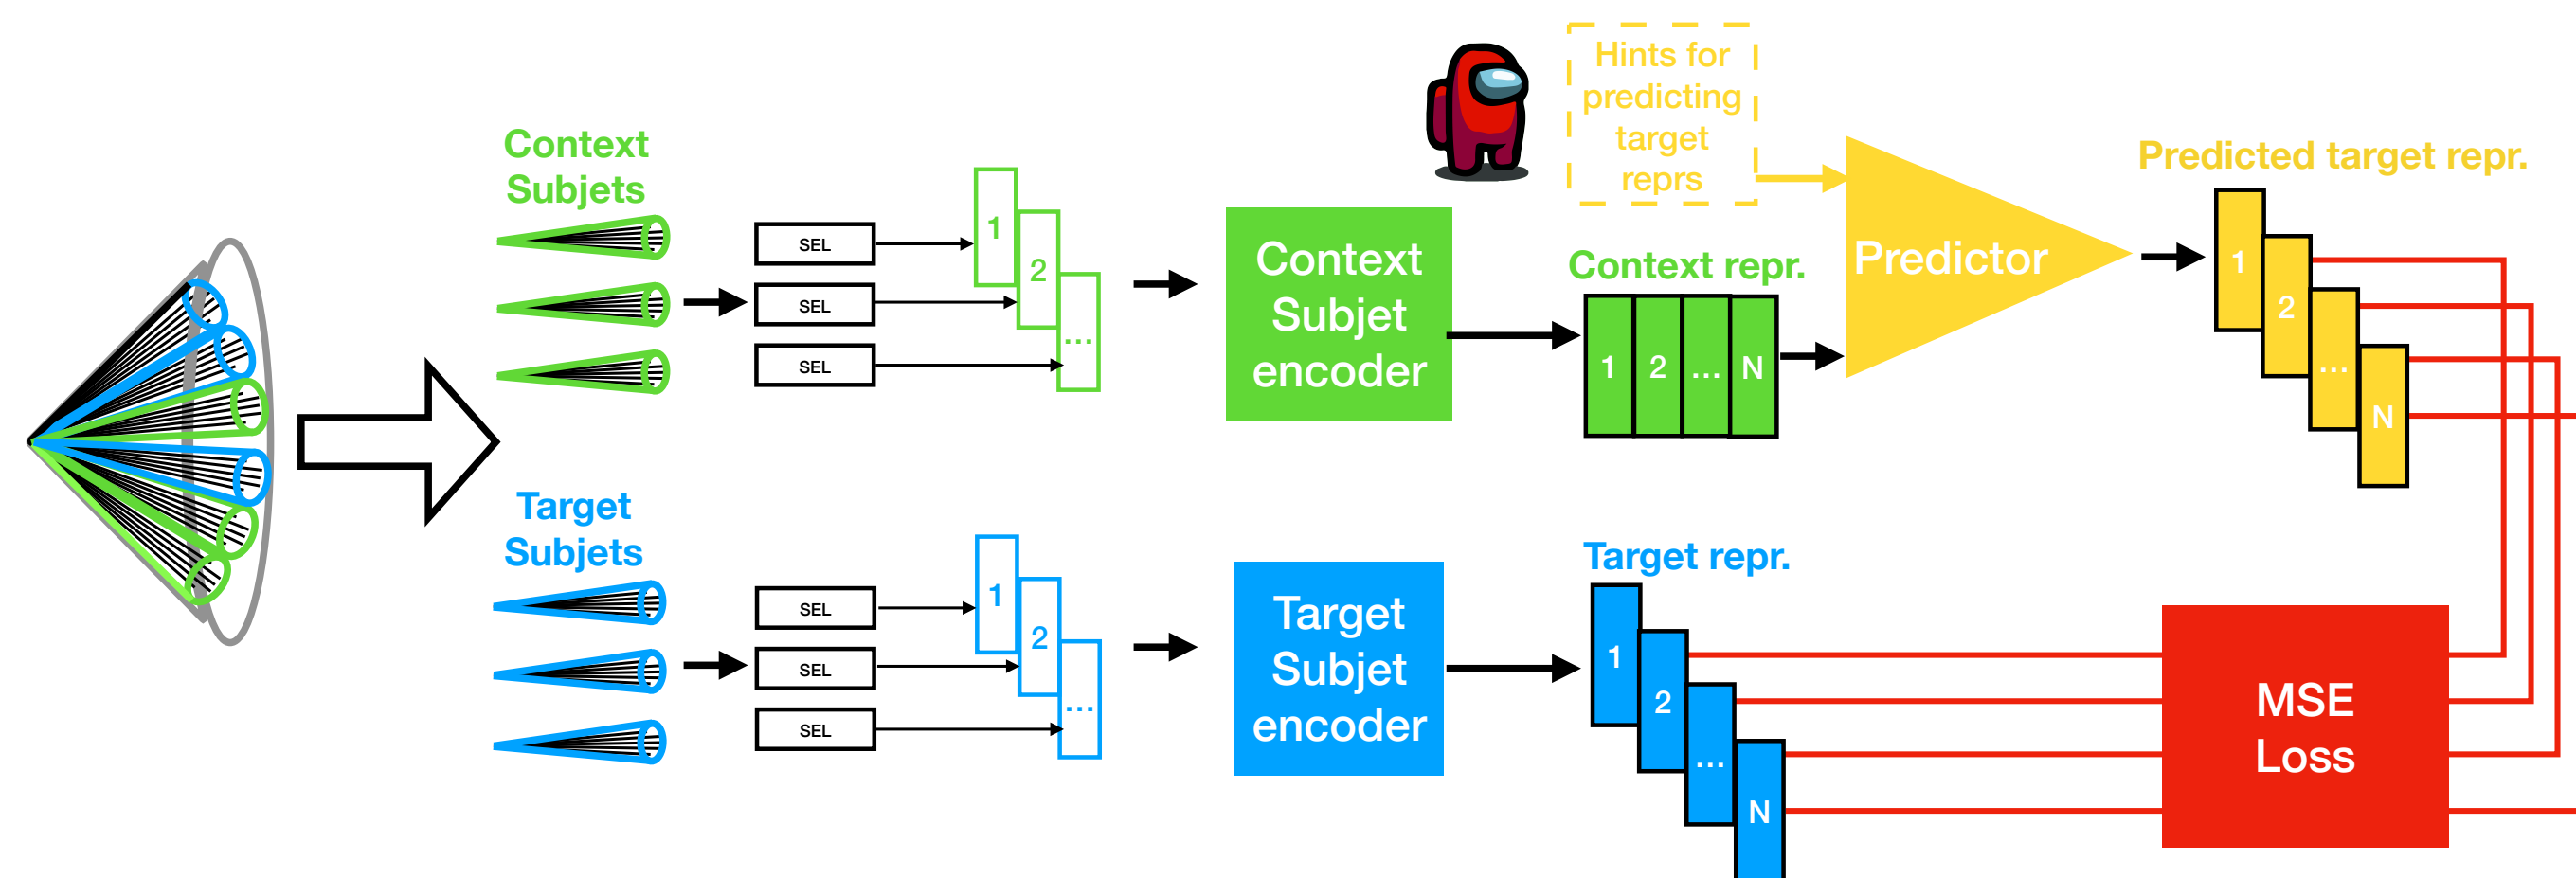 Hints for
predicting
target
reprs
Context
Subjets
SEL
SEL
SEL
1
2
...
Context
Subjet
encoder
Context repr.
1 2 ... N
Predictor
Predicted target repr.
1
2
...
N
Target
Subjets
SEL
SEL
SEL
1
2
...
Target
Subjet
encoder
Target repr.
1
2
...
N
MSE
Loss